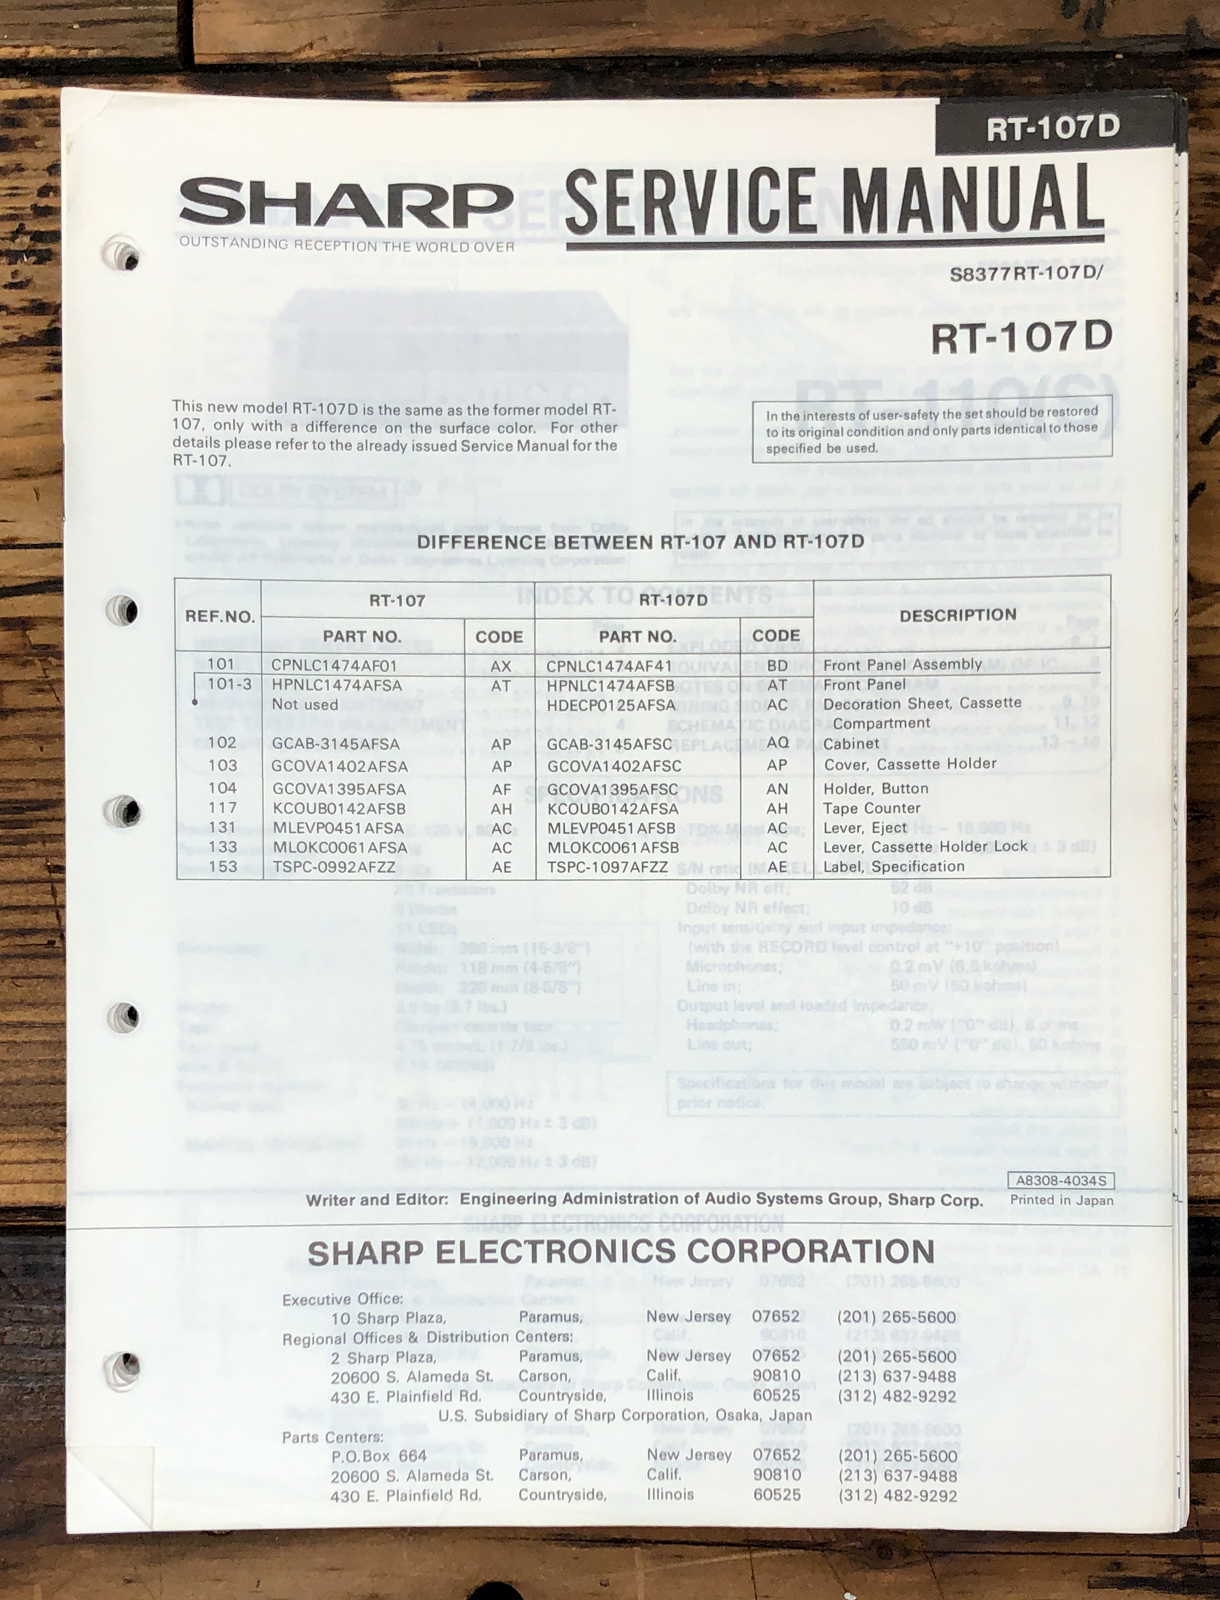 RT-107D
SHARP SERVICE MANUAL
OUTSTANDING RECEPTION THE WORLD OVER
S8377RT-107D/
RT-107D
This new model RT-107D is the same as the former model RT-
107, only with a difference on the surface color. For other
details please refer to the already issued Service Manual for the
RT-107.
In the interests of user-safety the set should be restored
to its original condition and only parts identical to those
specified be used.
DIFFERENCE BETWEEN RT-107 AND RT-107D
REF.NO. RT-107 RT-107D DESCRIPTION
PART NO. CODE PART NO. CODE
101 CPNLC1474AF01 AX CPNLC1474AF41 BD Front Panel Assembly
101-3 HPNLC1474AFSA AT HPNLC1474AFSB AT Front Panel
Not used HDECP0125AFSA AC Decoration Sheet, Cassette
Compartment
102 GCAB-3145AFSA AP GCAB-3145AFSC AQ Cabinet
103 GCOVA1402AFSA AP GCOVA1402AFSC AP Cover, Cassette Holder
104 GCOVA1395AFSA AF GCOVA1395AFSC AN Holder, Button
117 KCOUB0142AFSB AH KCOUB0142AFSA AH Tape Counter
131 MLEVP0451AFSA AC MLEVP0451AFSB AC Lever, Eject
133 MLOKC0061AFSA AC MLOKC0061AFSB AC Lever, Cassette Holder Lock
153 TSPC-0992AFZZ AE TSPC-1097AFZZ AE Label, Specification
A8308-4034S
Writer and Editor: Engineering Administration of Audio Systems Group, Sharp Corp. Printed in Japan
SHARP ELECTRONICS CORPORATION
Executive Office:
10 Sharp Plaza, Paramus, New Jersey 07652 (201) 265-5600
Regional Offices & Distribution Centers:
2 Sharp Plaza, Paramus, New Jersey 07652 (201) 265-5600
20600 S. Alameda St. Carson, Calif. 90810 (213) 637-9488
430 E. Plainfield Rd. Countryside, Illinois 60525 (312) 482-9292
U.S. Subsidiary of Sharp Corporation, Osaka, Japan
Parts Centers:
P.O.Box 664 Paramus, New Jersey 07652 (201) 265-5600
20600 S. Alameda St. Carson, Calif. 90810 (213) 637-9488
430 E. Plainfield Rd. Countryside, Illinois 60525 (312) 482-9292